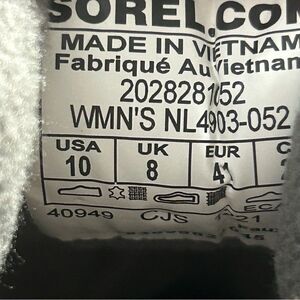 SOREL.COM
MADE IN VIETNAM
Fabriqué Au Vietnam
WMN'S NL4903-052
USA UK EUR
10 8 41
40949 CJS